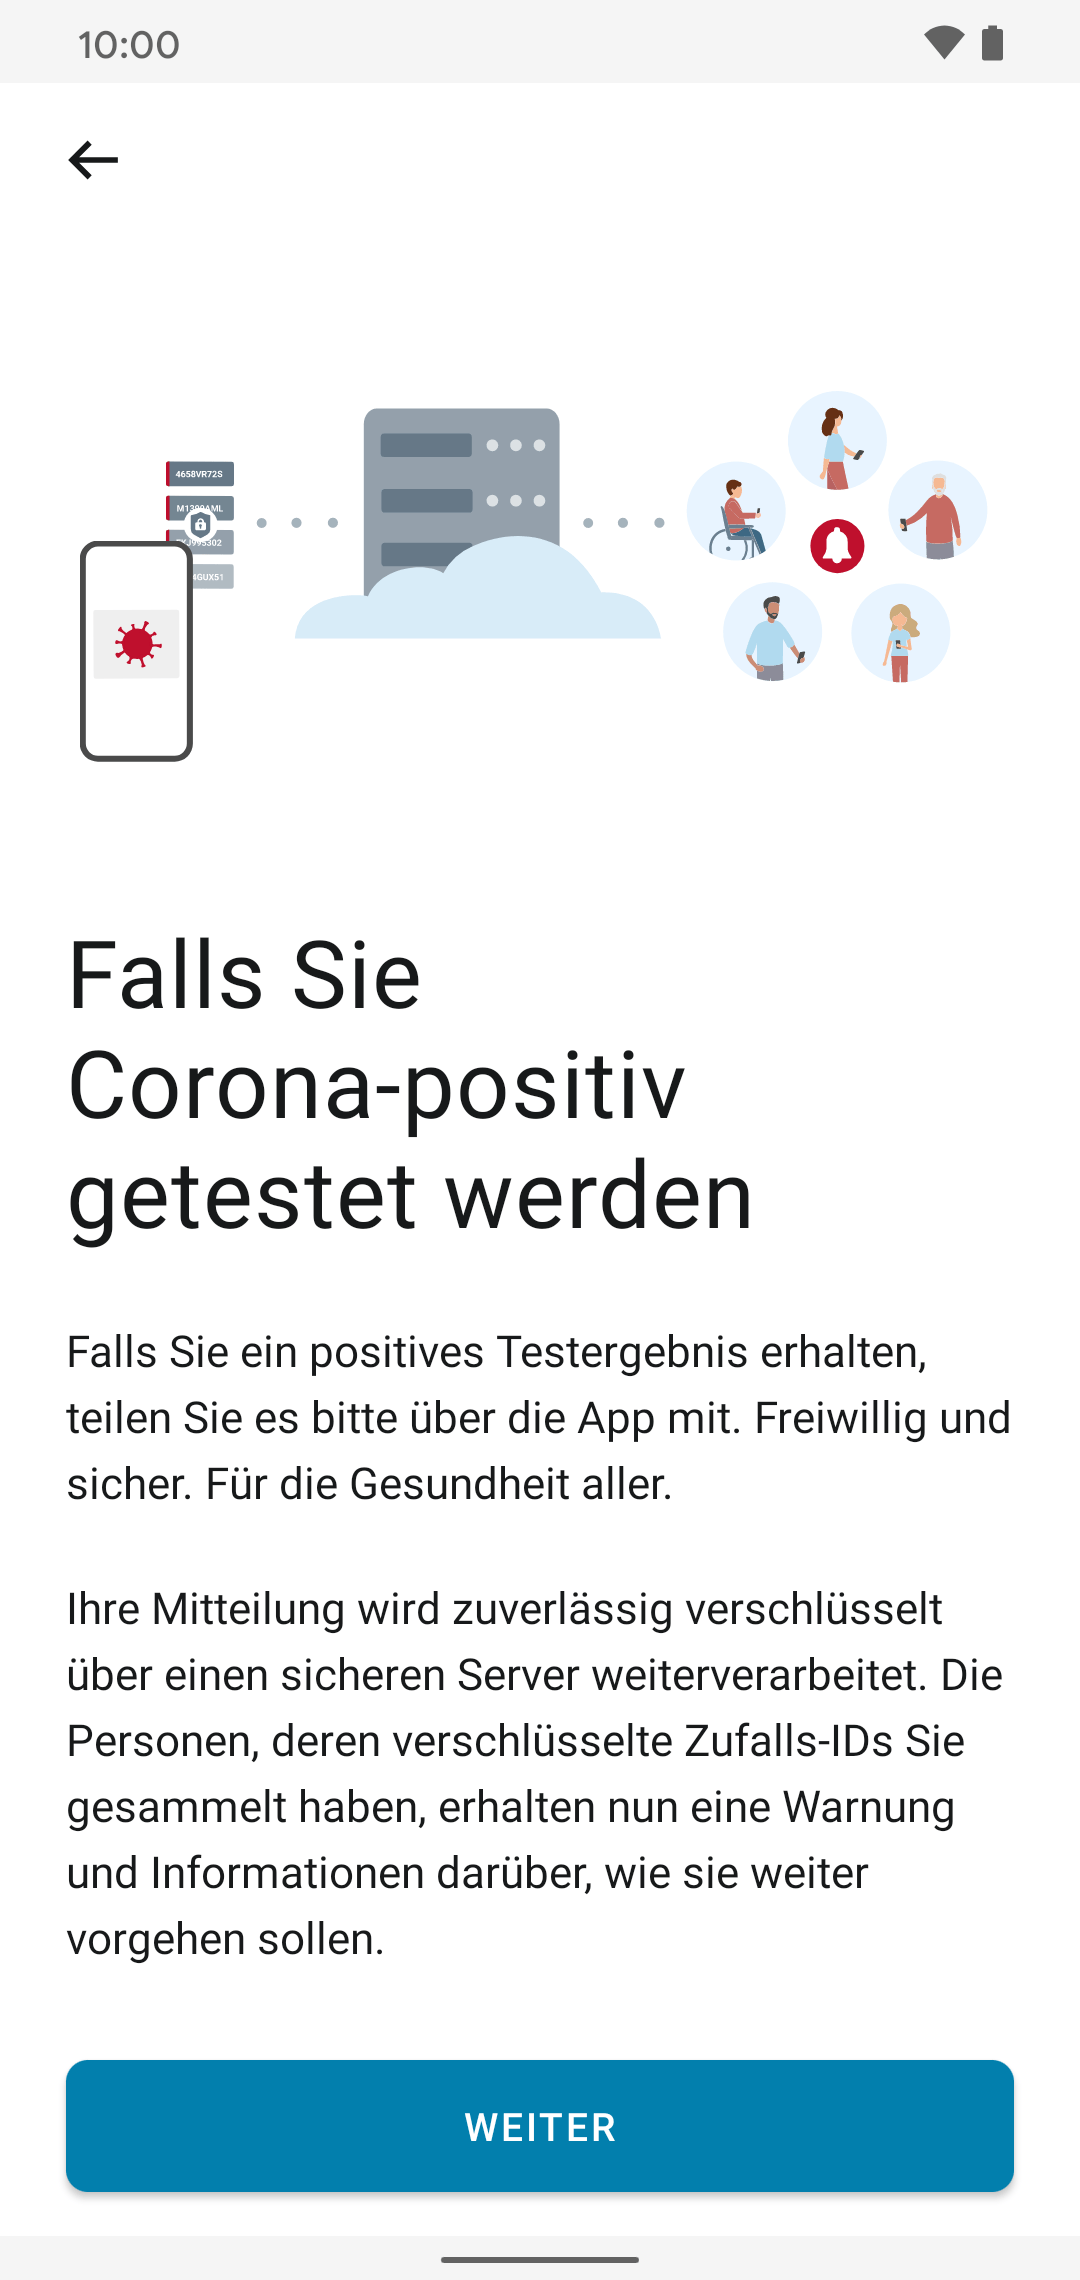 10:00
4658VR72S
GUX51
Falls Sie
Corona-positiv
getestet werden
Falls Sie ein positives Testergebnis erhalten,
teilen Sie es bitte über die App mit. Freiwillig und
sicher. Für die Gesundheit aller.
Ihre Mitteilung wird zuverlässig verschlüsselt
über einen sicheren Server weiterverarbeitet. Die
Personen, deren verschlüsselte Zufalls-IDs Sie
gesammelt haben, erhalten nun eine Warnung
und Informationen darüber, wie sie weiter
vorgehen sollen.
WEITER